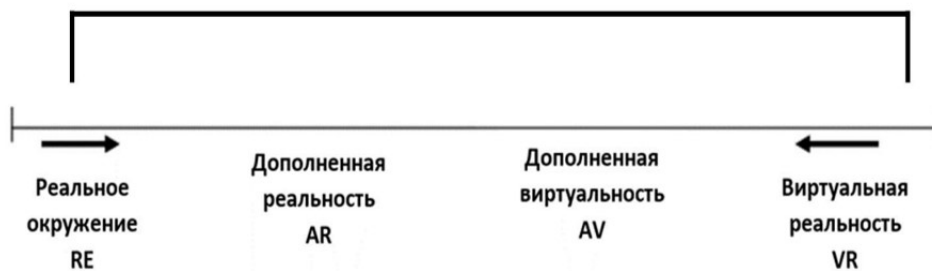 Реальное
окружение
RE
Дополненная
реальность
AR
Дополненная
виртуальность
AV
Виртуальная
реальность
VR